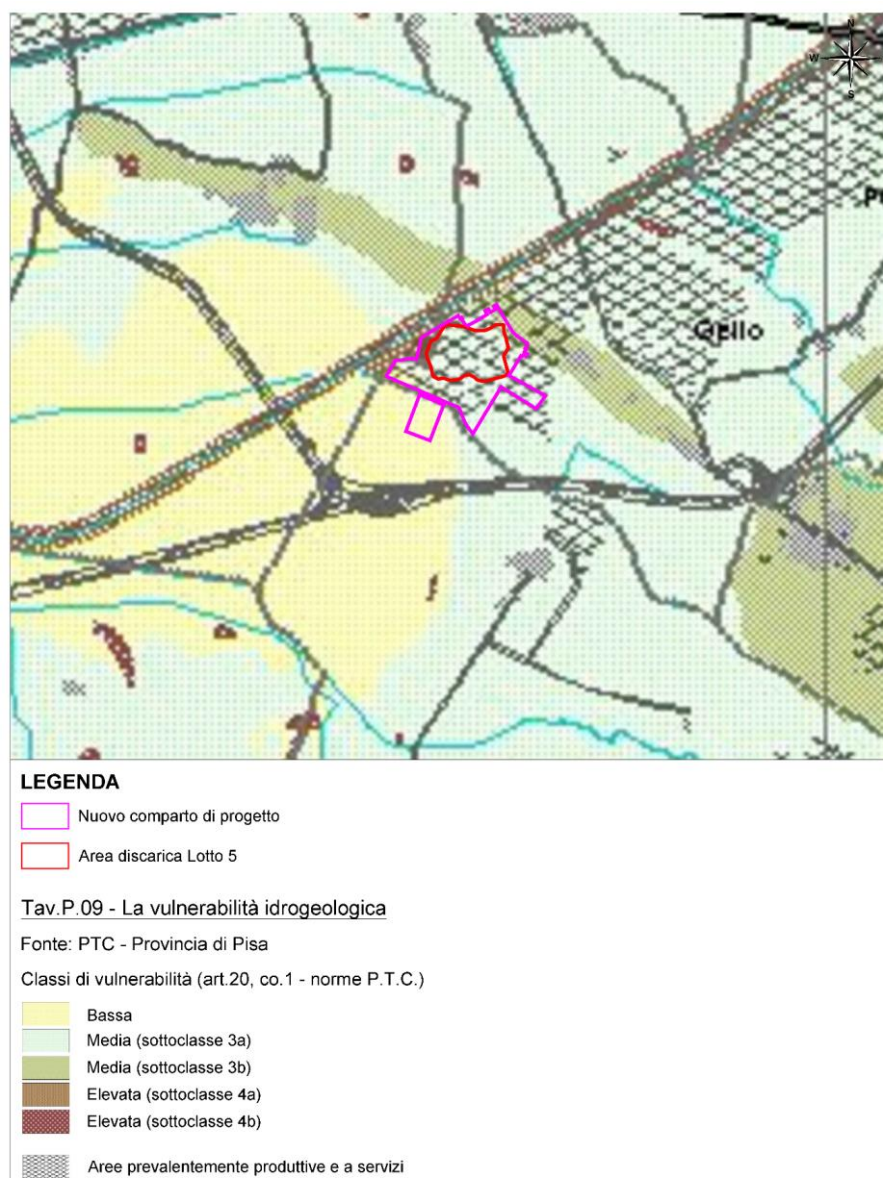 N
W
S
Gello
LEGENDA
Nuovo comparto di progetto
Area discarica Lotto 5
Tav.P.09 - La vulnerabilità idrogeologica
Fonte: PTC - Provincia di Pisa
Classi di vulnerabilità (art.20, co.1 - norme P.T.C.)
Bassa
Media (sottoclasse 3a)
Media (sottoclasse 3b)
Elevata (sottoclasse 4a)
Elevata (sottoclasse 4b)
Aree prevalentemente produttive e a servizi